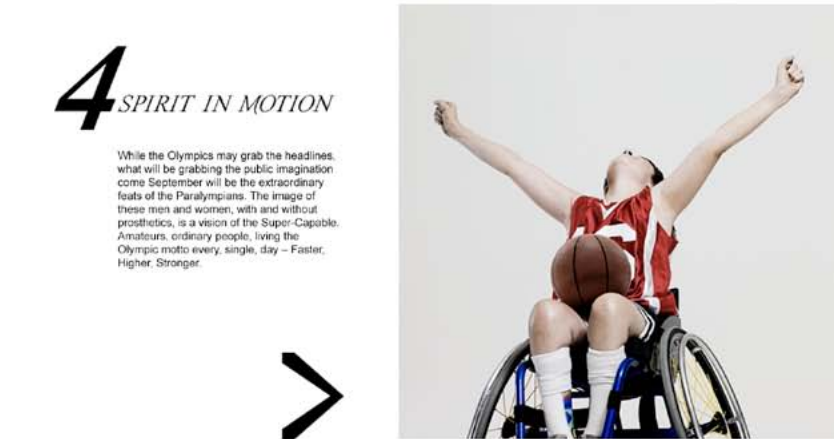 4 SPIRIT IN MOTION
While the Olympics may grab the headlines,
what will be grabbing the public imagination
come September will be the extraordinary
feats of the Paralympians. The image of
these men and women, with and without
prosthetics, is a vision of the Super-Capable.
Amateurs, ordinary people, living the
Olympic motto every, single, day – Faster,
Higher, Stronger.